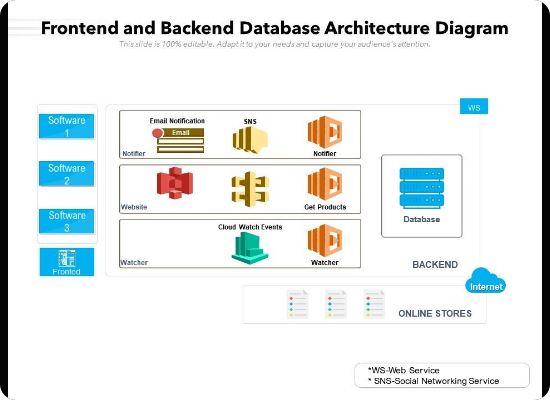 Frontend and Backend Database Architecture Diagram
This slide is 100% editable. Adapt it to your needs and capture your audience's attention.
WS
Software
1
Email Notification
SNS
Email
Notifier
Notifier
Software
2
Website
Get Products
Database
Software
3
Cloud Watch Events
Watcher
Watcher
BACKEND
Fronted
Internet
ONLINE STORES
*WS-Web Service
* SNS-Social Networking Service